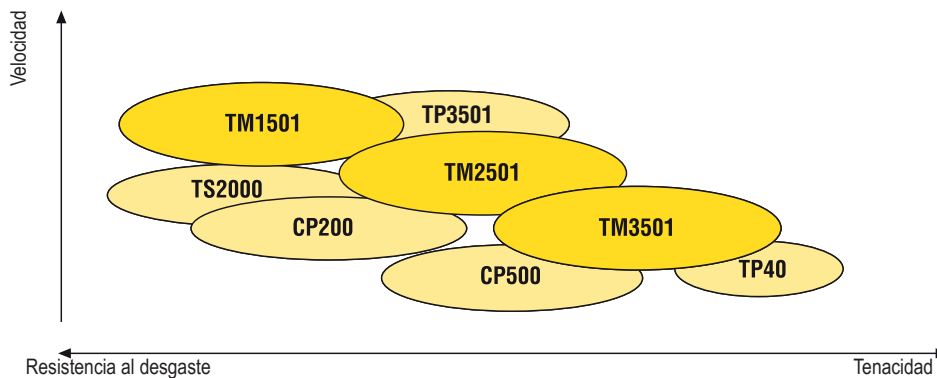 Velocidad
TP3501
TM1501
TM2501
TS2000
CP200
TM3501
CP500
TP40
Resistencia al desgaste
Tenacidad